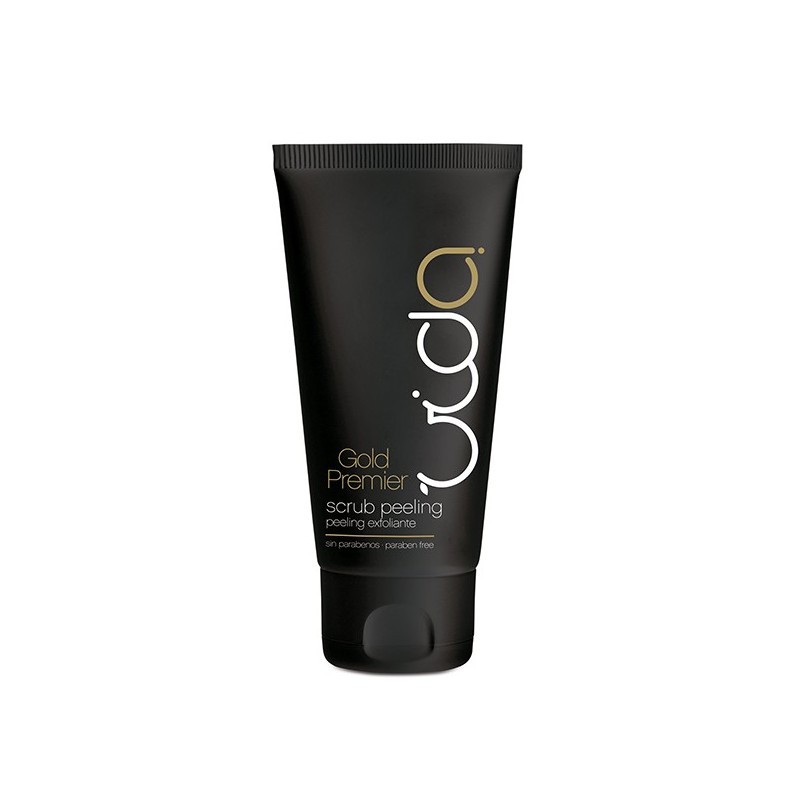 vida
Gold
Premier
scrub peeling
peeling exfoliante
sin parabenos · paraben free